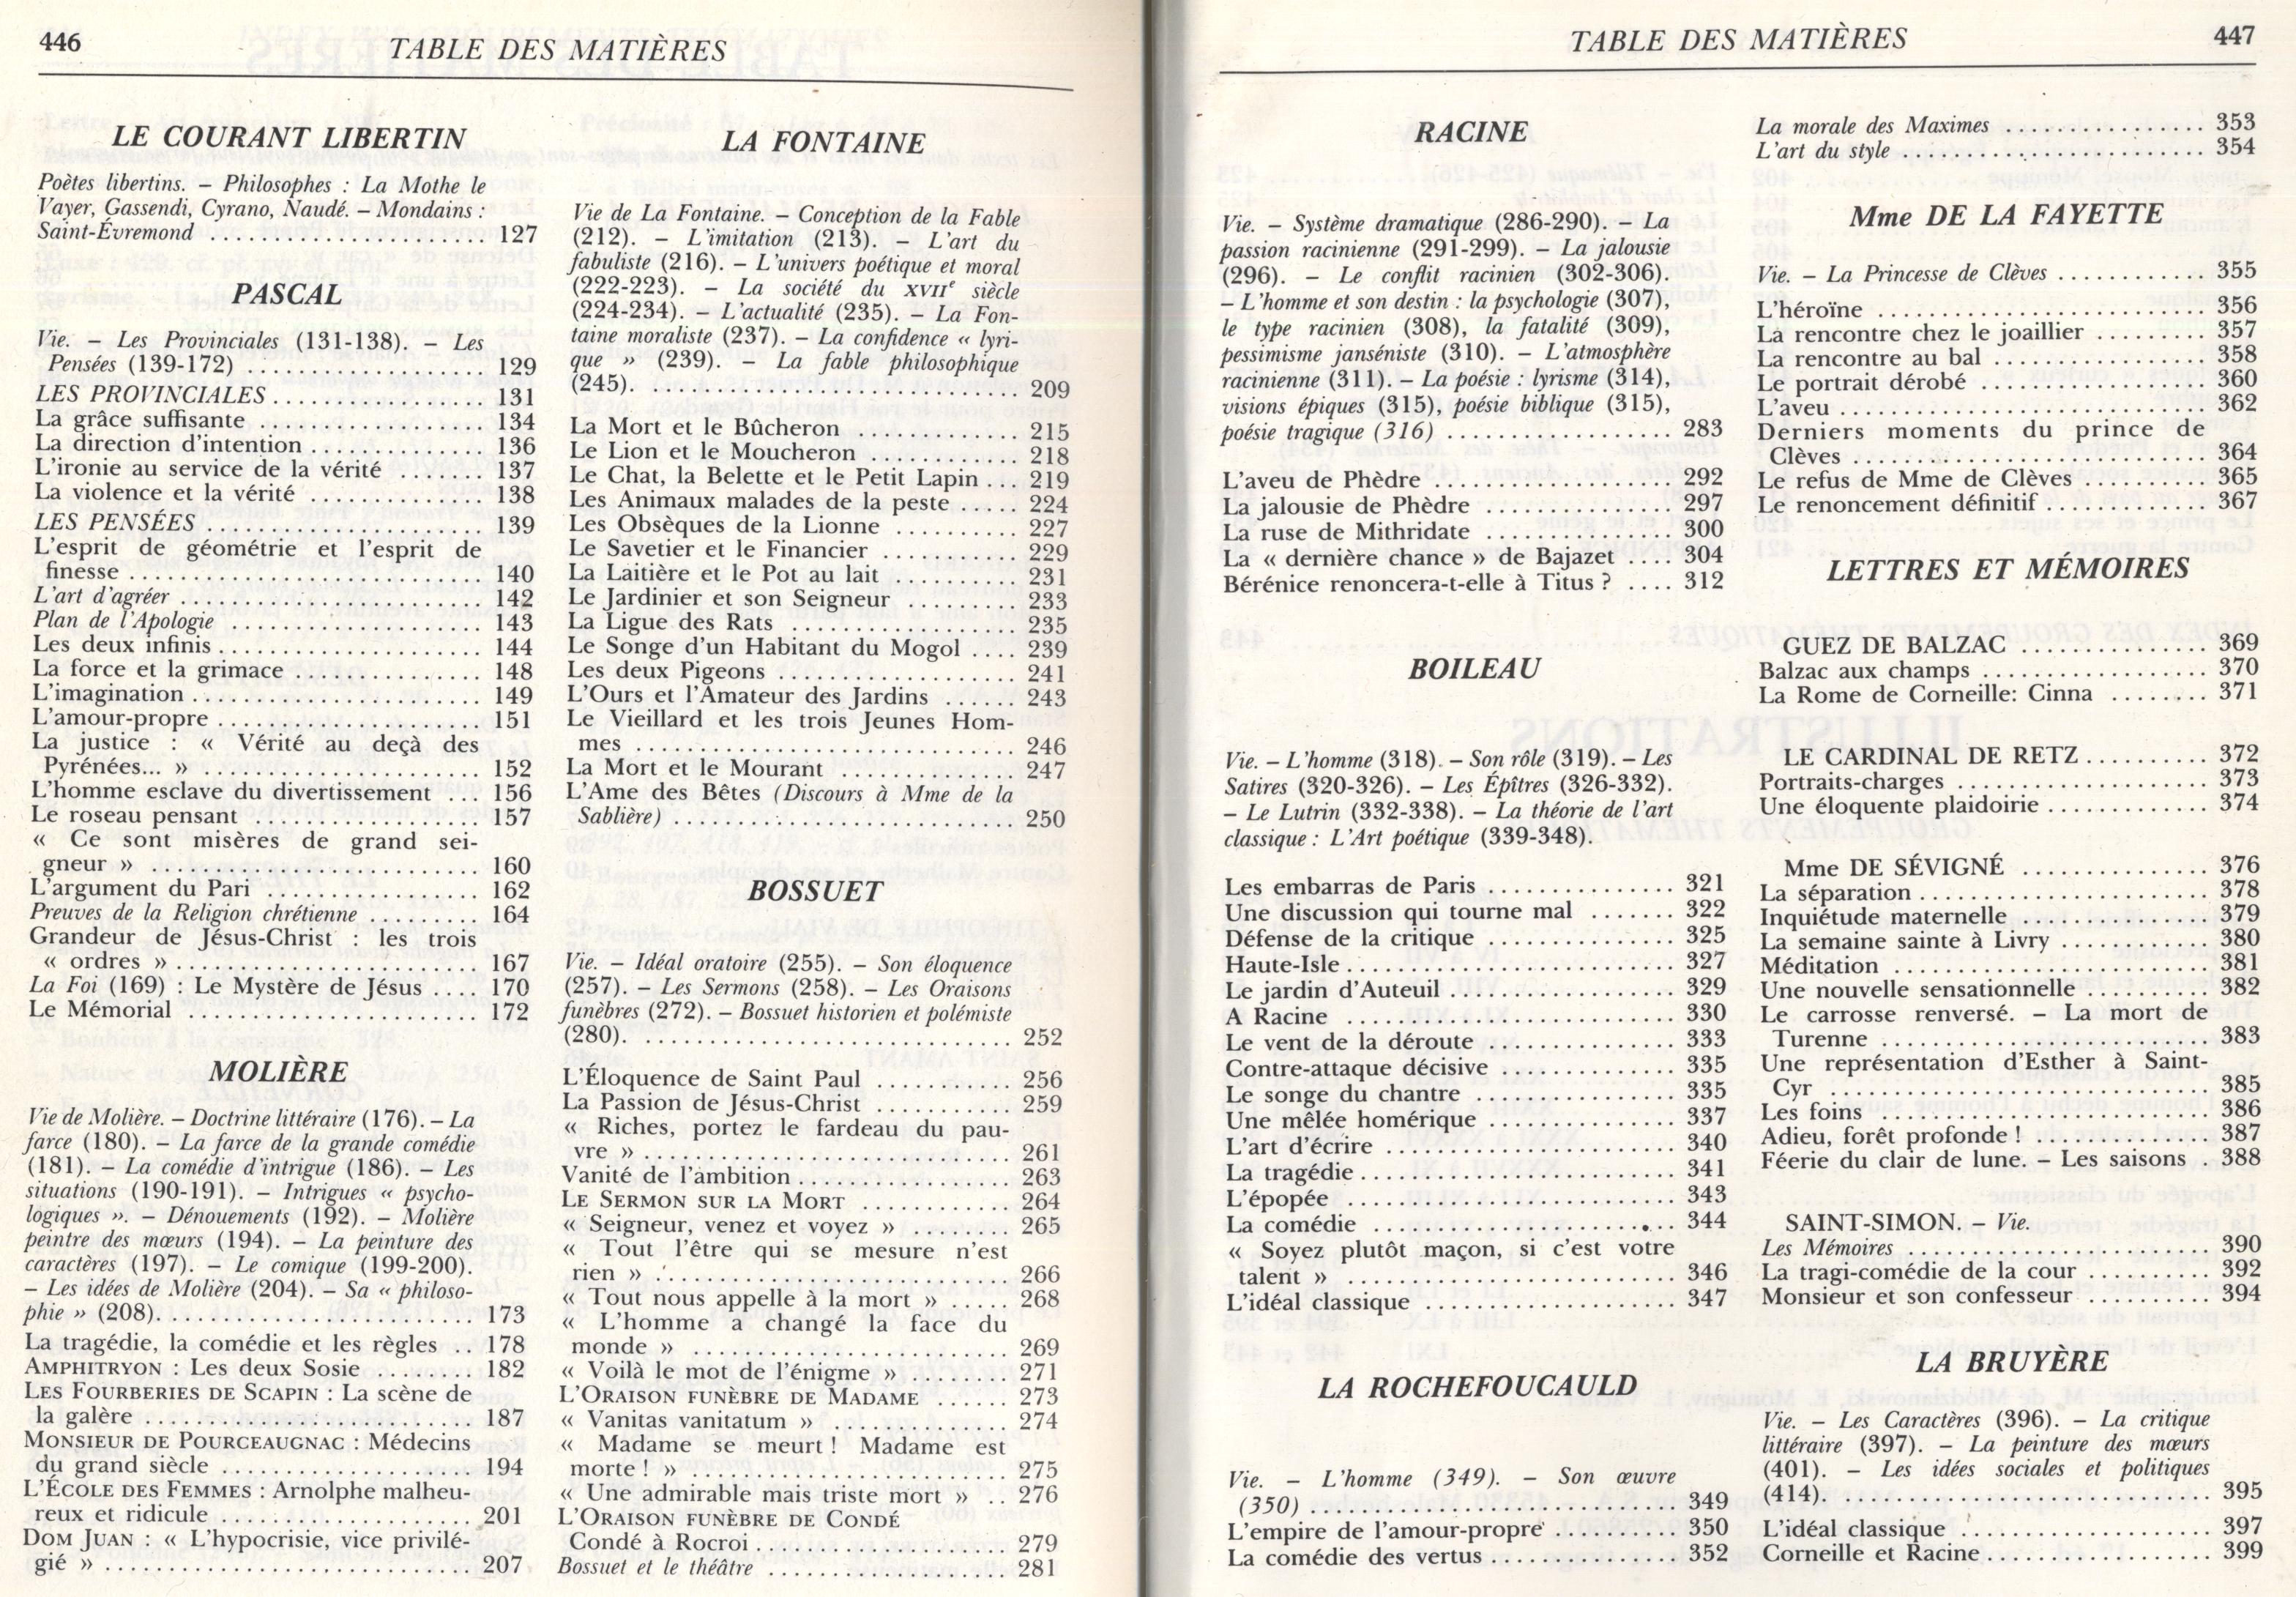 446
TABLE DES MATIÈRES
LE COURANT LIBERTIN
Poètes libertins. – Philosophes : La Mothe le
Vayer, Gassendi, Cyrano, Naudé. – Mondains :
Saint-Évremond ........................ 127
PASCAL
Vie. – Les Provinciales (131-138). – Les
Pensées (139-172) ..................... 129
LES PROVINCIALES .................. 131
La grâce suffisante .................... 134
La direction d'intention ............... 136
L'ironie au service de la vérité ....... 137
La violence et la vérité ............... 138
LES PENSÉES ........................ 139
L'esprit de géométrie et l'esprit de
finesse ............................... 140
L'art d'agréer ......................... 142
Plan de l'Apologie ..................... 143
Les deux infinis ....................... 144
La force et la grimace ................. 148
L'imagination .......................... 149
L'amour-propre ......................... 151
La justice : « Vérité au deçà des
Pyrénées... » ......................... 152
L'homme esclave du divertissement ... 156
Le roseau pensant ...................... 157
« Ce sont misères de grand sei-
gneur » ............................... 160
L'argument du Pari ..................... 162
Preuves de la Religion chrétienne ......... 164
Grandeur de Jésus-Christ : les trois
« ordres » ............................ 167
La Foi (169) : Le Mystère de Jésus .... 170
Le Mémorial ............................ 172
MOLIÈRE
Vie de Molière. – Doctrine littéraire (176). – La
farce (180). – La farce de la grande comédie
(181). – La comédie d'intrigue (186). – Les
situations (190-191). – Intrigues « psycho-
logiques ». – Dénouements (192). – Molière
peintre des mœurs (194). – La peinture des
caractères (197). – Le comique (199-200).
– Les idées de Molière (204). – Sa « philoso-
phie » (208). .......................... 173
La tragédie, la comédie et les règles .. 178
AMPHITRYON : Les deux Sosie ........ 182
LES FOURBERIES DE SCAPIN : La scène de
la galère ............................. 187
MONSIEUR DE POURCEAUGNAC : Médecins
du grand siècle ....................... 194
L'ÉCOLE DES FEMMES : Arnolphe malheu-
reux et ridicule ...................... 201
DOM JUAN : « L'hypocrisie, vice privilé-
gié » ................................. 207
LA FONTAINE
Vie de La Fontaine. – Conception de la Fable
(212). – L'imitation (213). – L'art du
fabuliste (216). – L'univers poétique et moral
(222-223). – La société du XVIIe siècle
(224-234). – L'actualité (235). – La Fon-
taine moraliste (237). – La confidence « lyri-
que » (239). – La fable philosophique
(245). ................................. 209
La Mort et le Bûcheron ............. 215
Le Lion et le Moucheron ............ 218
Le Chat, la Belette et le Petit Lapin ... 219
Les Animaux malades de la peste ..... 224
Les Obsèques de la Lionne .......... 227
Le Savetier et le Financier .......... 229
La Laitière et le Pot au lait .......... 231
Le Jardinier et son Seigneur ......... 233
La Ligue des Rats .................. 235
Le Songe d'un Habitant du Mogol .... 239
Les deux Pigeons .................... 241
L'Ours et l'Amateur des Jardins ...... 243
Le Vieillard et les trois Jeunes Hom-
mes ................................ 246
La Mort et le Mourant .............. 247
L'Ame des Bêtes (Discours à Mme de la
Sablière) ............................ 250
BOSSUET
Vie. – Idéal oratoire (255). – Son éloquence
(257). – Les Sermons (258). – Les Oraisons
funèbres (272). – Bossuet historien et polémiste
(280). ................................ 252
L'Éloquence de Saint Paul ........... 256
La Passion de Jésus-Christ ........... 259
« Riches, portez le fardeau du pau-
vre » ............................... 261
Vanité de l'ambition ................. 263
LE SERMON SUR LA MORT ............ 264
« Seigneur, venez et voyez » ........ 265
« Tout l'être qui se mesure n'est
rien » .............................. 266
« Tout nous appelle à la mort » ..... 268
« L'homme a changé la face du
monde » ............................ 269
« Voilà le mot de l'énigme » ........ 271
L'ORAISON FUNÈBRE DE MADAME ...... 273
« Vanitas vanitatum » ............... 274
« Madame se meurt ! Madame est
morte ! » ........................... 275
« Une admirable mais triste mort » .. 276
L'ORAISON FUNÈBRE DE CONDÉ
Condé à Rocroi ..................... 279
Bossuet et le théâtre .................... 281
TABLE DES MATIÈRES
447
RACINE
Vie. – Système dramatique (286-290). – La
passion racinienne (291-299). – La jalousie
(296). – Le conflit racinien (302-306).
– L'homme et son destin : la psychologie (307),
le type racinien (308), la fatalité (309),
pessimisme janséniste (310). – L'atmosphère
racinienne (311). – La poésie : lyrisme (314),
visions épiques (315), poésie biblique (315),
poésie tragique (316) ................... 283
L'aveu de Phèdre ................... 292
La jalousie de Phèdre .............. 297
La ruse de Mithridate .............. 300
La « dernière chance » de Bajazet .... 304
Bérénice renoncera-t-elle à Titus ? .... 312
BOILEAU
Vie. – L'homme (318). – Son rôle (319). – Les
Satires (320-326). – Les Épîtres (326-332).
– Le Lutrin (332-338). – La théorie de l'art
classique : L'Art poétique (339-348).
Les embarras de Paris ............... 321
Une discussion qui tourne mal ....... 322
Défense de la critique ............... 325
Haute-Isle ........................... 327
Le jardin d'Auteuil .................. 329
A Racine ............................ 330
Le vent de la déroute ............... 333
Contre-attaque décisive .............. 335
Le songe du chantre ................ 335
Une mêlée homérique ............... 337
L'art d'écrire ........................ 340
La tragédie .......................... 341
L'épopée ............................ 343
La comédie .......................... 344
« Soyez plutôt maçon, si c'est votre
talent » ............................. 346
L'idéal classique ..................... 347
LA ROCHEFOUCAULD
Vie. – L'homme (349). – Son œuvre
(350) ................................ 349
L'empire de l'amour-propre .......... 350
La comédie des vertus ............... 352
La morale des Maximes ................ 353
L'art du style ......................... 354
Mme DE LA FAYETTE
Vie. – La Princesse de Clèves ............ 355
L'héroïne ........................... 356
La rencontre chez le joaillier ......... 357
La rencontre au bal ................. 358
Le portrait dérobé ................... 360
L'aveu .............................. 362
Derniers moments du prince de
Clèves .............................. 364
Le refus de Mme de Clèves .......... 365
Le renoncement définitif ............. 367
LETTRES ET MÉMOIRES
GUEZ DE BALZAC ............... 369
Balzac aux champs .................. 370
La Rome de Corneille: Cinna ........ 371
LE CARDINAL DE RETZ .......... 372
Portraits-charges .................... 373
Une éloquente plaidoirie ............. 374
Mme DE SÉVIGNÉ ............... 376
La séparation ........................ 378
Inquiétude maternelle ................ 379
La semaine sainte à Livry ............ 380
Méditation .......................... 381
Une nouvelle sensationnelle .......... 382
Le carrosse renversé. – La mort de
Turenne ............................ 383
Une représentation d'Esther à Saint-
Cyr ................................ 385
Les foins ............................ 386
Adieu, forêt profonde ! .............. 387
Féerie du clair de lune. – Les saisons . 388
SAINT-SIMON. – Vie.
Les Mémoires ......................... 390
La tragi-comédie de la cour .......... 392
Monsieur et son confesseur .......... 394
LA BRUYÈRE
Vie. – Les Caractères (396). – La critique
littéraire (397). – La peinture des mœurs
(401). – Les idées sociales et politiques
(414). ................................ 395
L'idéal classique ..................... 397
Corneille et Racine ................... 399